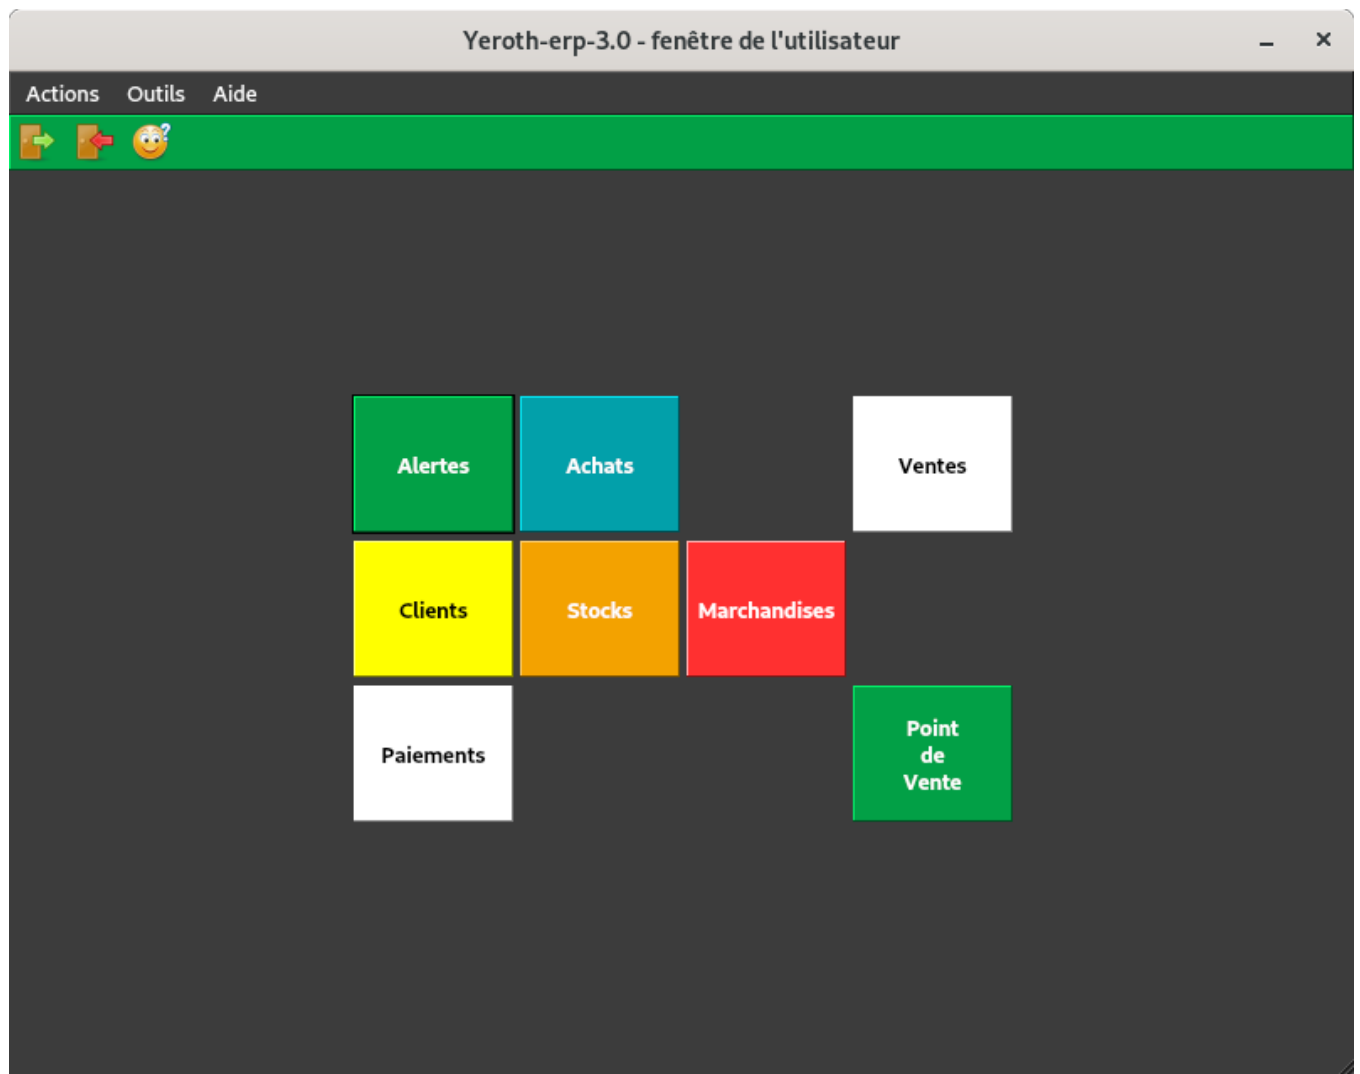 Yeroth-erp-3.0 - fenêtre de l'utilisateur
Actions Outils Aide
Alertes Achats Ventes
Clients Stocks Marchandises
Paiements
Point
de
Vente